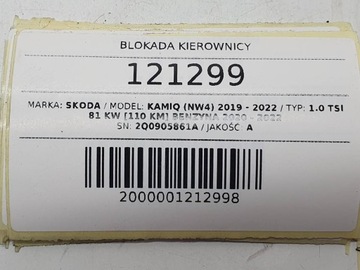 BLOKADA KIEROWNICY
121299
MARKA: SKODA / MODEL: KAMIQ (NW4) 2019 - 2022 / TYP: 1.0 TSI
81 KW [110 KM] BENZYNA 2020 - 2022
SN: 2Q0905861A / JAKOŚĆ: A
2000001212998